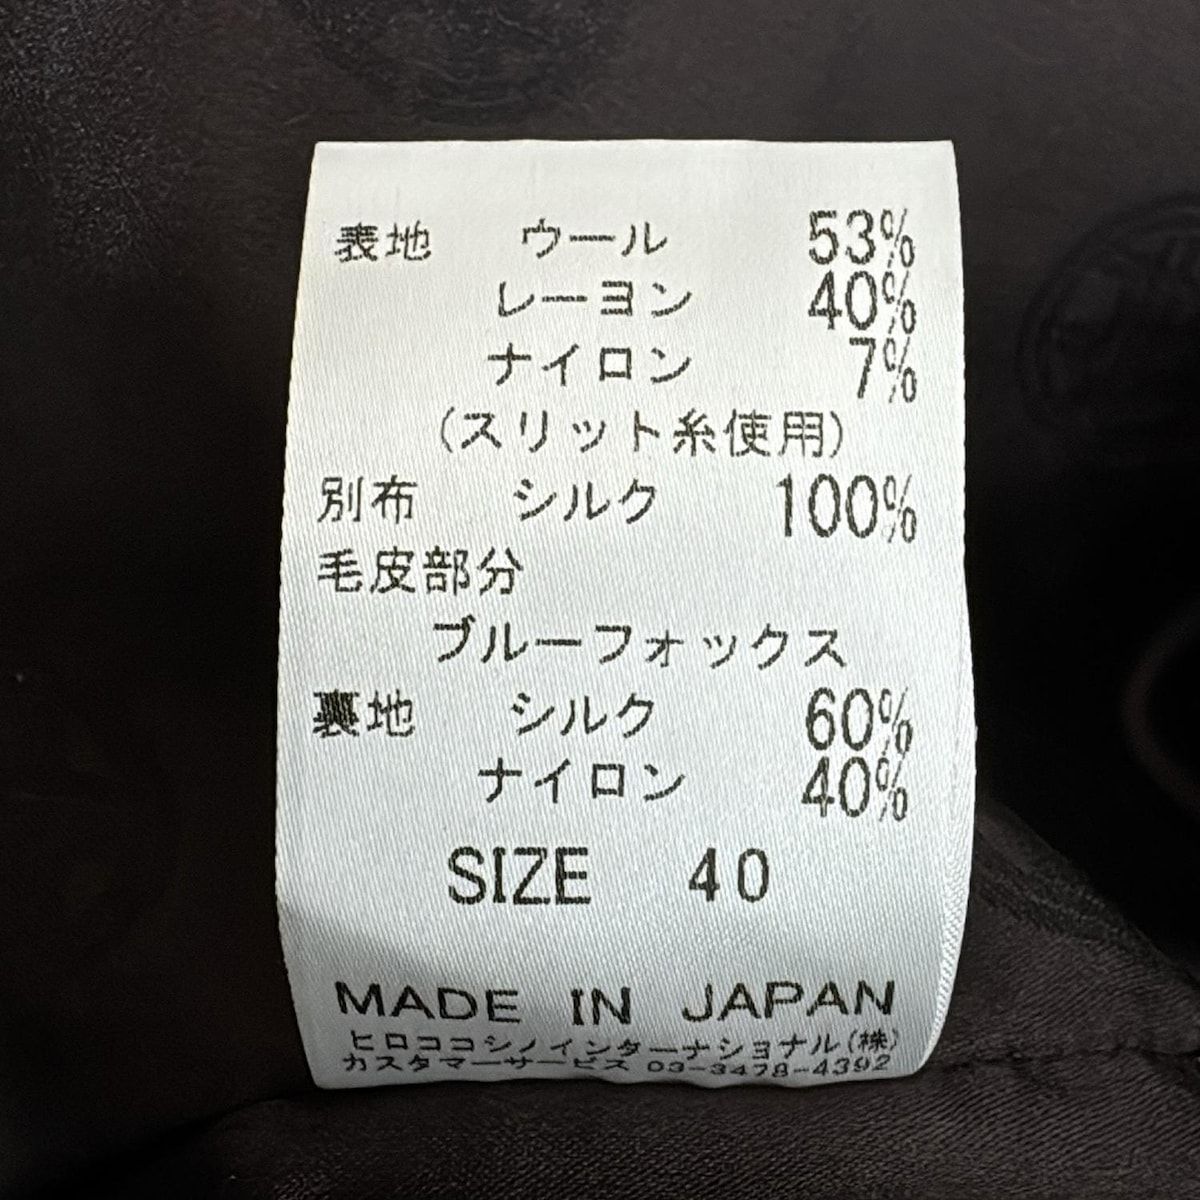 表地 ウール 53%
レーヨン 40%
ナイロン 7%
(スリット糸使用)
別布 シルク 100%
毛皮部分
ブルーフォックス
裏地 シルク 60%
ナイロン 40%
SIZE 40
MADE IN JAPAN
ヒロココシノインターナショナル(株)
カスタマーサービス 03-3478-4392